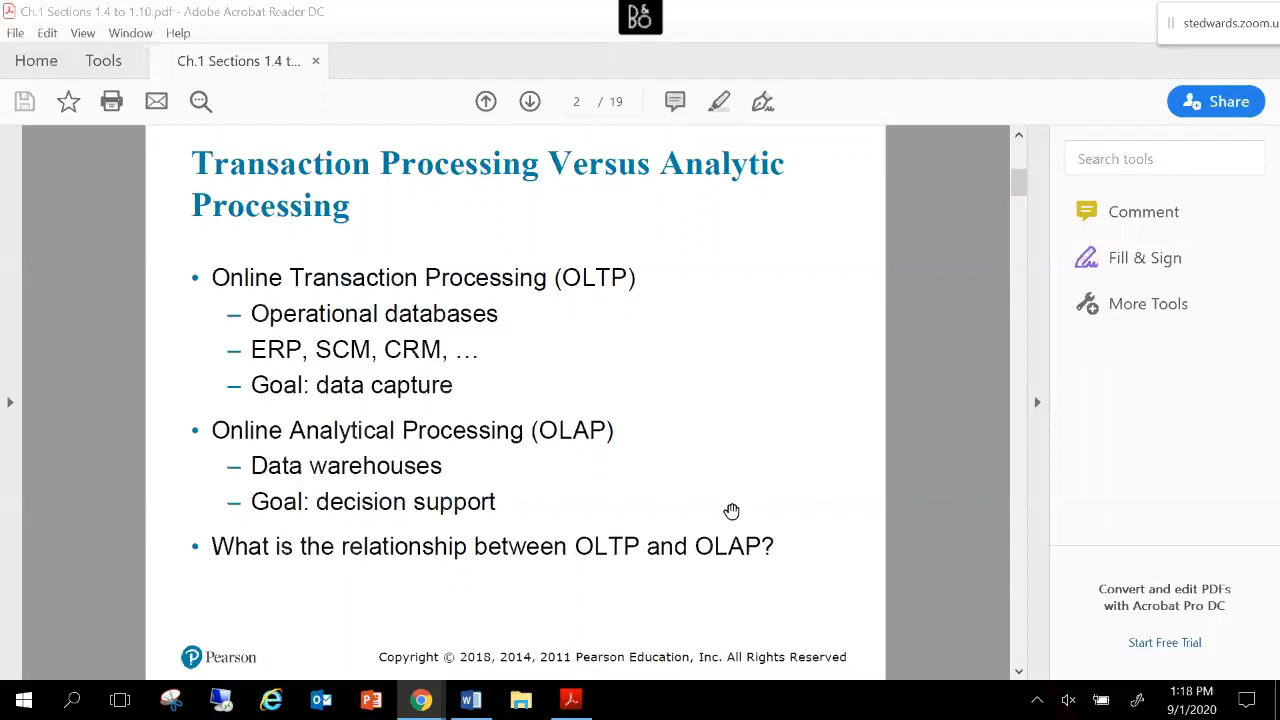 Ch.1 Sections 1.4 to 1.10.pdf - Adobe Acrobat Reader DC
B&O
stedwards.zoom.u
File Edit View Window Help
Home Tools Ch.1 Sections 1.4 t... ×
2 / 19
Share
Transaction Processing Versus Analytic
Processing
• Online Transaction Processing (OLTP)
– Operational databases
– ERP, SCM, CRM, …
– Goal: data capture
• Online Analytical Processing (OLAP)
– Data warehouses
– Goal: decision support
• What is the relationship between OLTP and OLAP?
Pearson
Copyright © 2018, 2014, 2011 Pearson Education, Inc. All Rights Reserved
Search tools
Comment
Fill & Sign
More Tools
Convert and edit PDFs
with Acrobat Pro DC
Start Free Trial
1:18 PM
9/1/2020